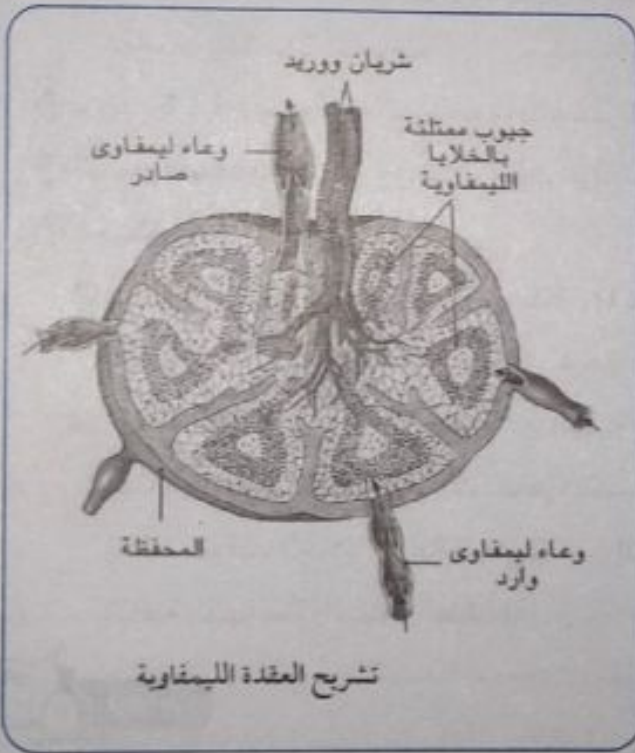 شريان ووريد
وعاء ليمفاوى
صادر
جيوب ممتلئة
بالخلايا
الليمفاوية
المحفظة
وعاء ليمفاوى
وارد
تشريح العقدة الليمفاوية